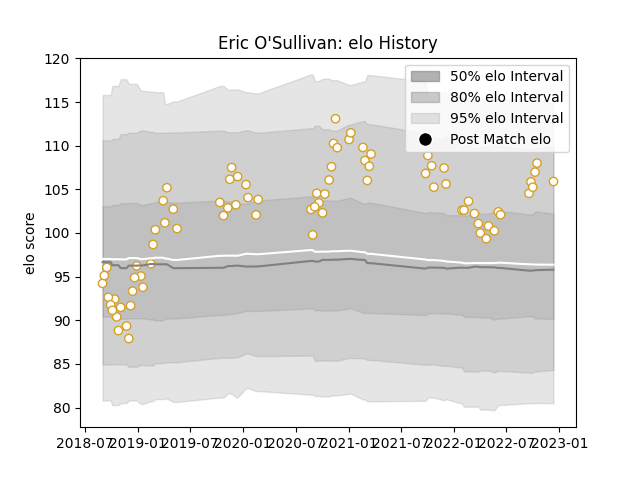 Eric O'Sullivan: elo History
120
115
110
105
100
95
90
85
80
elo score
50% elo Interval
80% elo Interval
95% elo Interval
Post Match elo
2018-07 2019-01 2019-07 2020-01 2020-07 2021-01 2021-07 2022-01 2022-07 2023-01